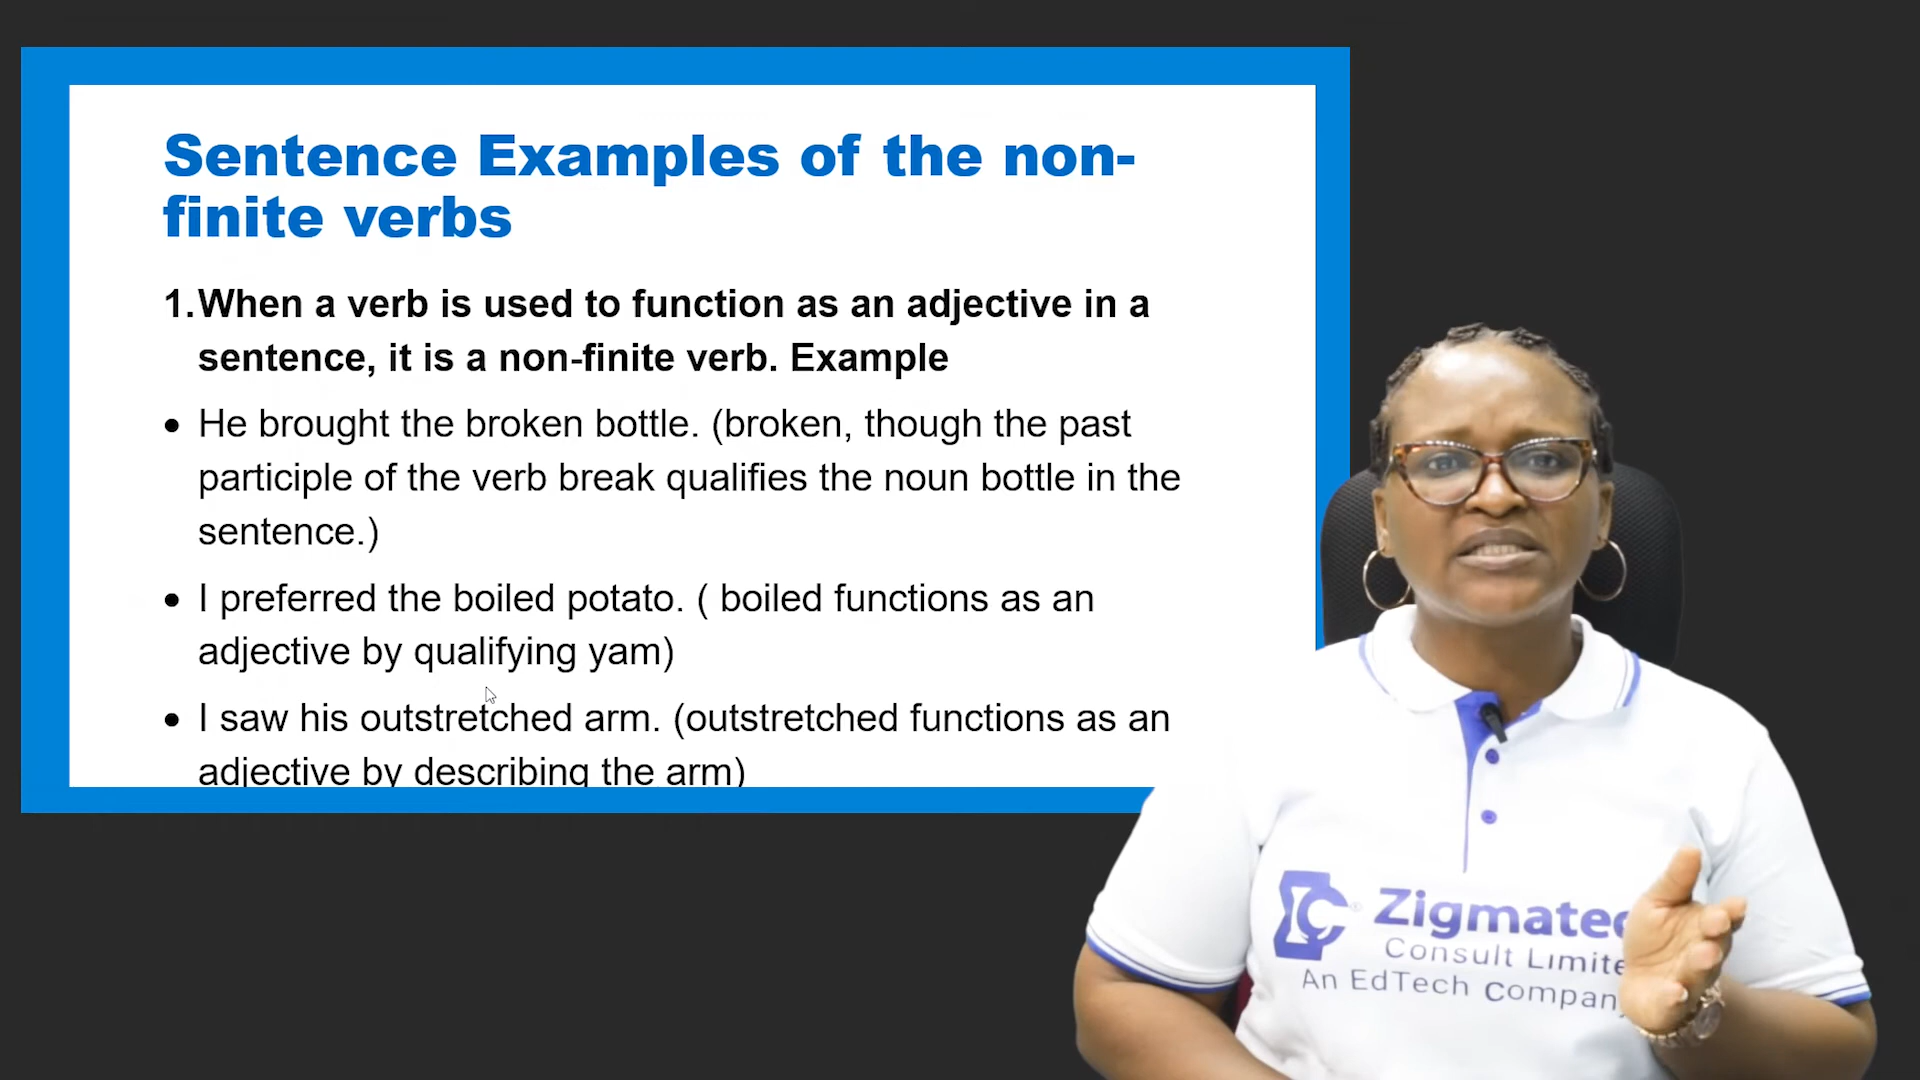 Sentence Examples of the non-
finite verbs
1.When a verb is used to function as an adjective in a
sentence, it is a non-finite verb. Example
• He brought the broken bottle. (broken, though the past
participle of the verb break qualifies the noun bottle in the
sentence.)
• I preferred the boiled potato. ( boiled functions as an
adjective by qualifying yam)
• I saw his outstretched arm. (outstretched functions as an
adjective by describing the arm)
Zigmatec
Consult Limite
An EdTech Company